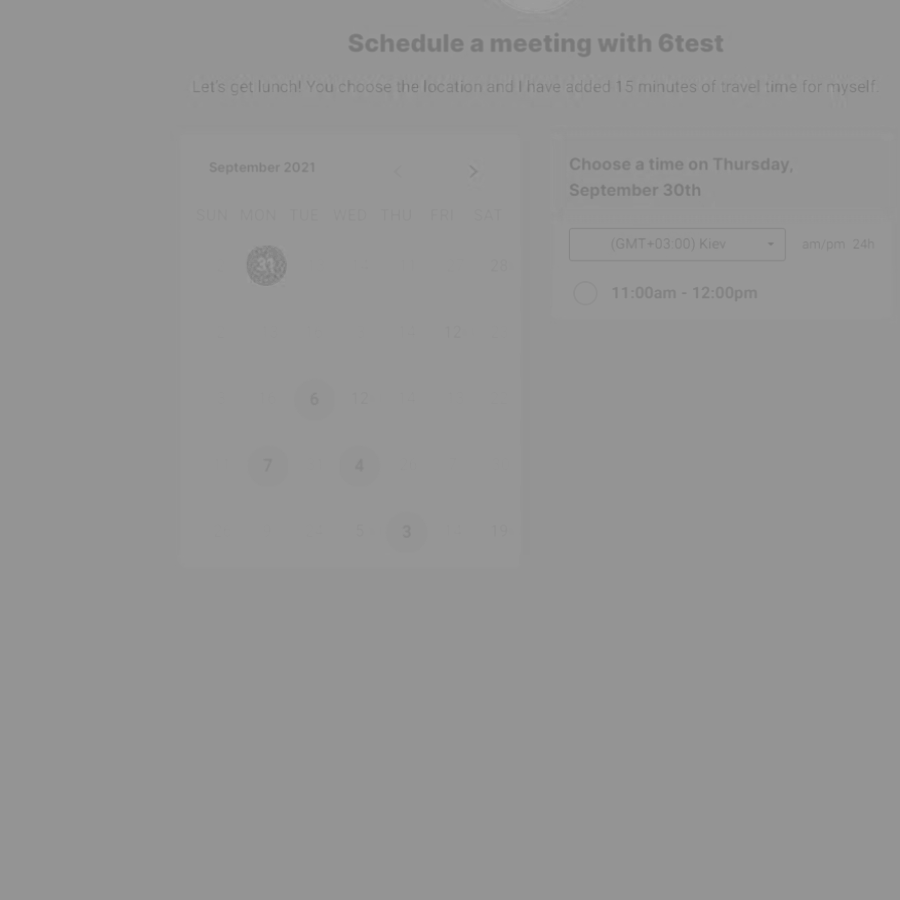 Schedule a meeting with 6test
Let's get lunch! You choose the location and I have added 15 minutes of travel time for myself.
September 2021
SUN MON TUE WED THU FRI SAT
31 28
12
6 12
7 4
5 3 19
Choose a time on Thursday,
September 30th
(GMT+03:00) Kiev am/pm 24h
11:00am - 12:00pm